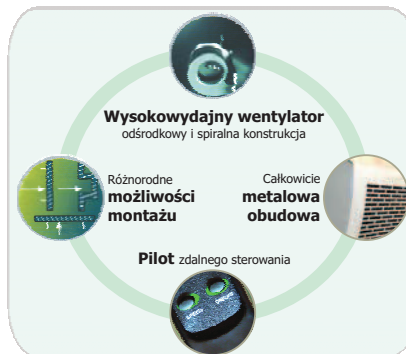 Wysokowydajny wentylator
odśrodkowy i spiralna konstrukcja
Różnorodne
możliwości
montażu
Całkowicie
metalowa
obudowa
Pilot zdalnego sterowania